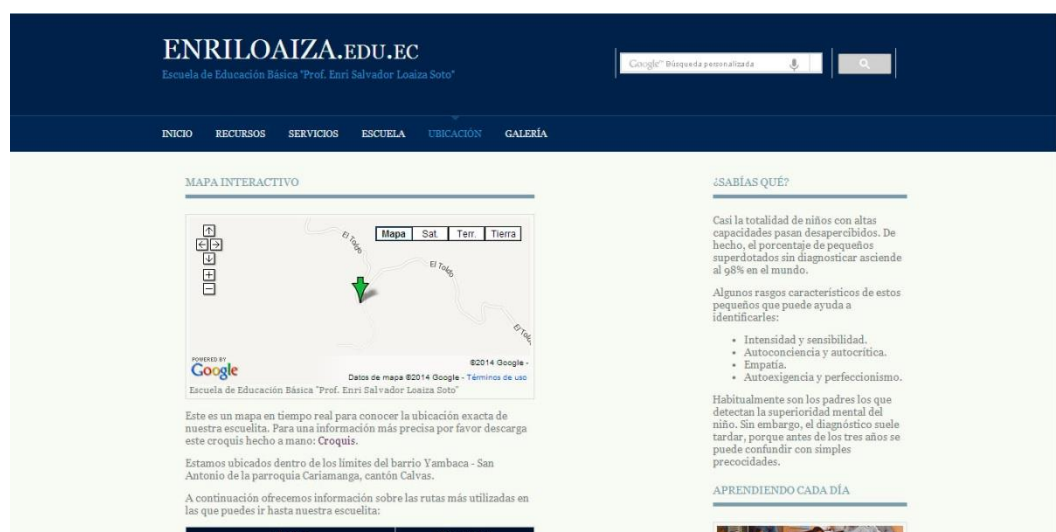 ENRILOAIZA.EDU.EC
Escuela de Educación Básica "Prof. Enri Salvador Loaiza Soto"
Google™ Búsqueda personalizada
INICIO RECURSOS SERVICIOS ESCUELA UBICACIÓN GALERÍA
MAPA INTERACTIVO
Mapa Sat. Terr. Tierra
El Toldo
El Toldo
El Toldo
POWERED BY
Google
©2014 Google -
Datos de mapa ©2014 Google - Términos de uso
Escuela de Educación Básica "Prof. Enri Salvador Loaiza Soto"
Este es un mapa en tiempo real para conocer la ubicación exacta de
nuestra escuelita. Para una información más precisa por favor descarga
este croquis hecho a mano: Croquis.
Estamos ubicados dentro de los límites del barrio Yambaca - San
Antonio de la parroquia Cariamanga, cantón Calvas.
A continuación ofrecemos información sobre las rutas más utilizadas en
las que puedes ir hasta nuestra escuelita:
¿SABÍAS QUÉ?
Casi la totalidad de niños con altas
capacidades pasan desapercibidos. De
hecho, el porcentaje de pequeños
superdotados sin diagnosticar asciende
al 98% en el mundo.
Algunos rasgos característicos de estos
pequeños que puede ayuda a
identificarles:
• Intensidad y sensibilidad.
• Autoconciencia y autocrítica.
• Empatía.
• Autoexigencia y perfeccionismo.
Habitualmente son los padres los que
detectan la superioridad mental del
niño. Sin embargo, el diagnóstico suele
tardar, porque antes de los tres años se
puede confundir con simples
precocidades.
APRENDIENDO CADA DÍA